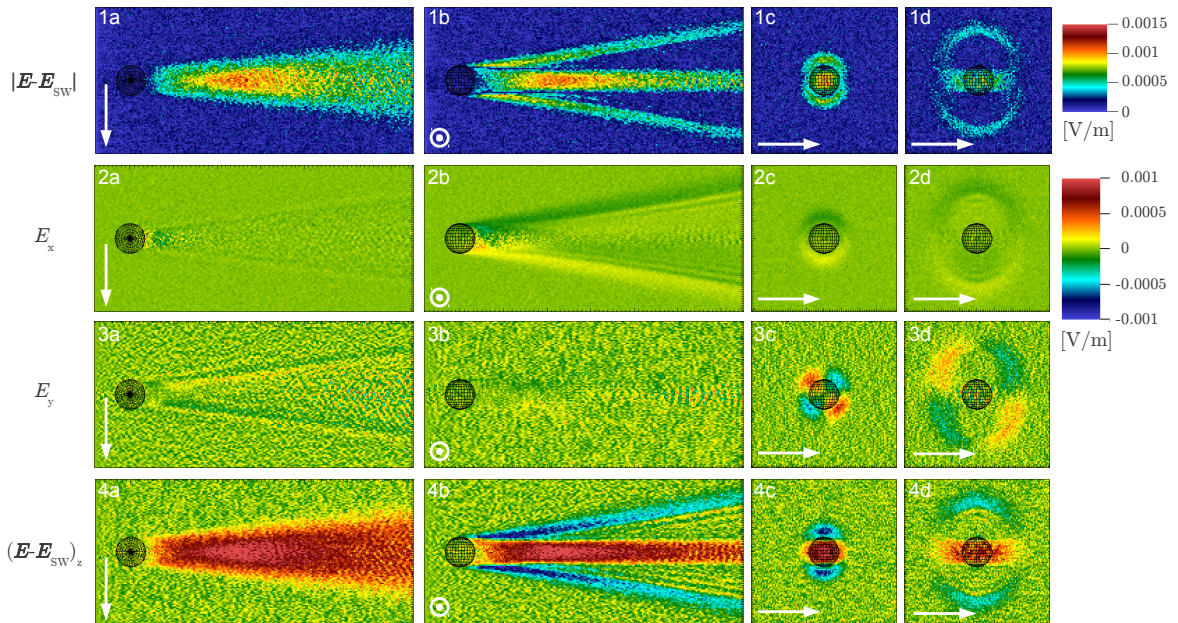 1a 1b 1c 1d 0.0015
0.001
|E-E_SW| 0.0005
0
[V/m]
2a 2b 2c 2d 0.001
0.0005
E_x 0
-0.0005
-0.001
3a 3b 3c 3d [V/m]
E_y
4a 4b 4c 4d
(E-E_SW)_z